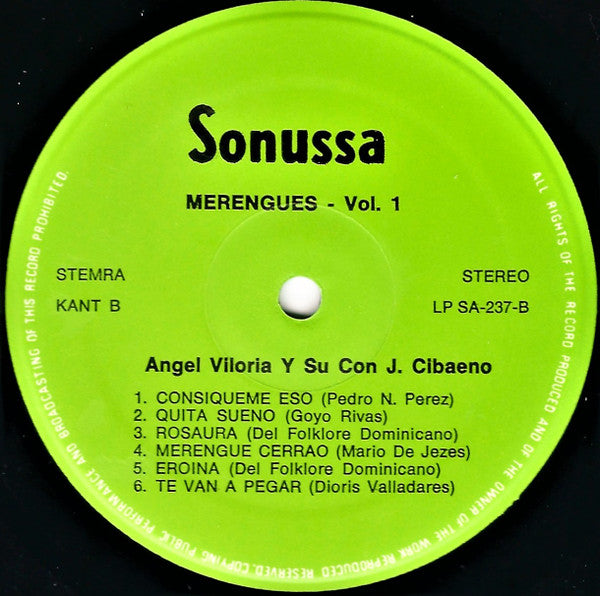 Sonussa
MERENGUES - Vol. 1
STEMRA
STEREO
KANT B
LP SA-237-B
Angel Viloria Y Su Con J. Cibaeno
1. CONSIQUEME ESO (Pedro N. Perez)
2. QUITA SUENO (Goyo Rivas)
3. ROSAURA (Del Folklore Dominicano)
4. MERENGUE CERRAO (Mario De Jezes)
5. EROINA (Del Folklore Dominicano)
6. TE VAN A PEGAR (Dioris Valladares)
ALL RIGHTS OF THE RECORD PRODUCED AND OF THE OWNER OF THE WORK REPRODUCED RESERVED. COPYING PUBLIC PERFORMANCE AND BROADCASTING OF THIS RECORD PROHIBITED.